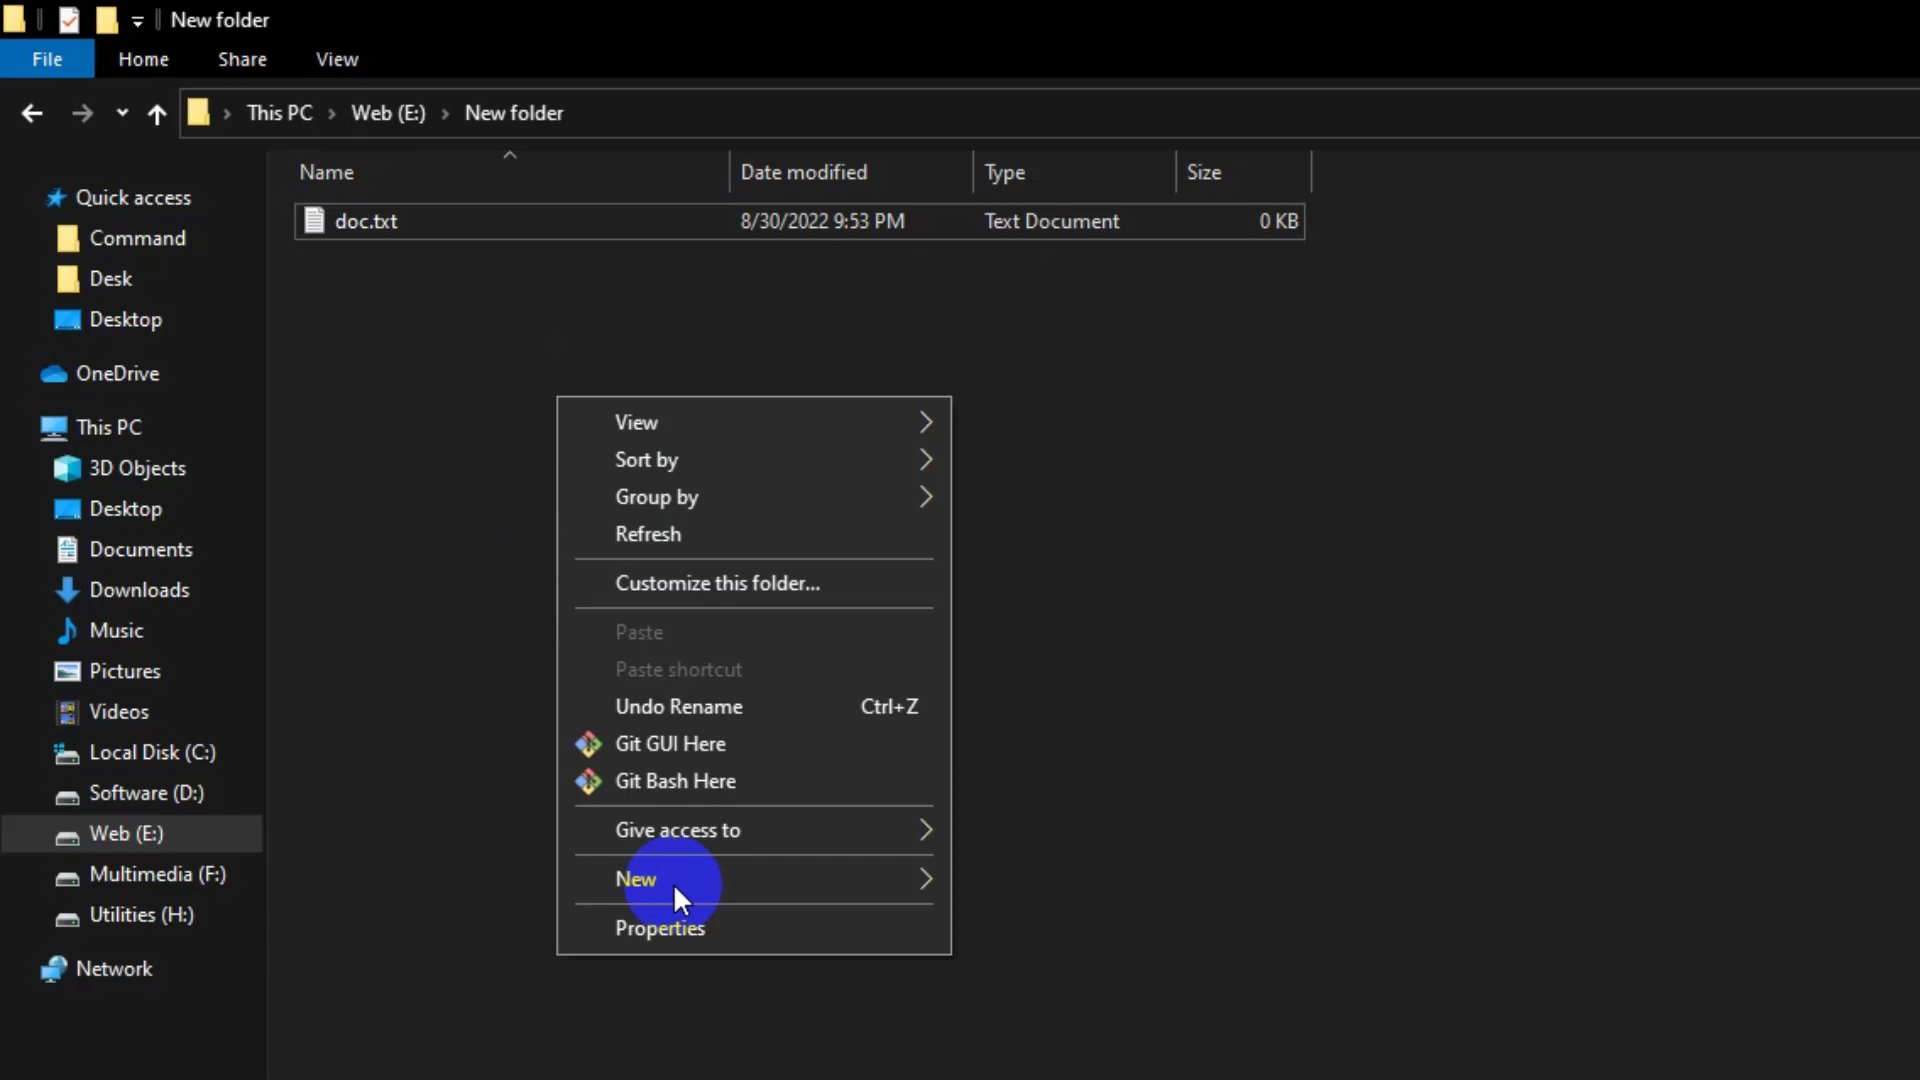 New folder
File Home Share View
This PC Web (E:) New folder
Name Date modified Type Size
doc.txt 8/30/2022 9:53 PM Text Document 0 KB
Quick access
Command
Desk
Desktop
OneDrive
This PC
3D Objects
Desktop
Documents
Downloads
Music
Pictures
Videos
Local Disk (C:)
Software (D:)
Web (E:)
Multimedia (F:)
Utilities (H:)
Network
View
Sort by
Group by
Refresh
Customize this folder...
Paste
Paste shortcut
Undo Rename Ctrl+Z
Git GUI Here
Git Bash Here
Give access to
New
Properties